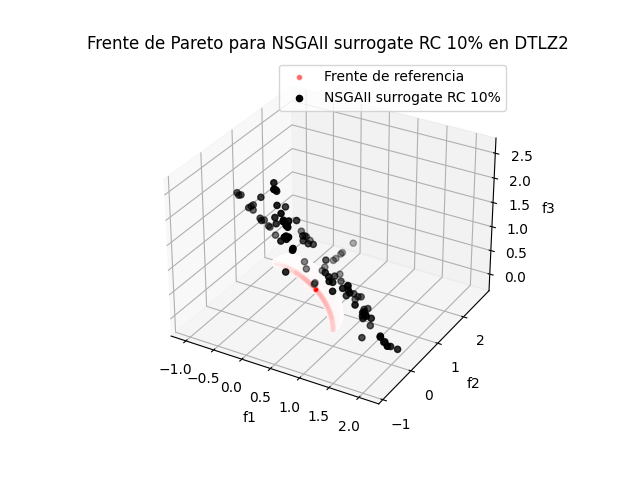 Frente de Pareto para NSGAII surrogate RC 10% en DTLZ2
Frente de referencia
NSGAII surrogate RC 10%
2.5
2.0
1.5
1.0
0.5
0.0
f3
2
1
0
−1
f2
−1.0
−0.5
0.0
0.5
1.0
1.5
2.0
f1